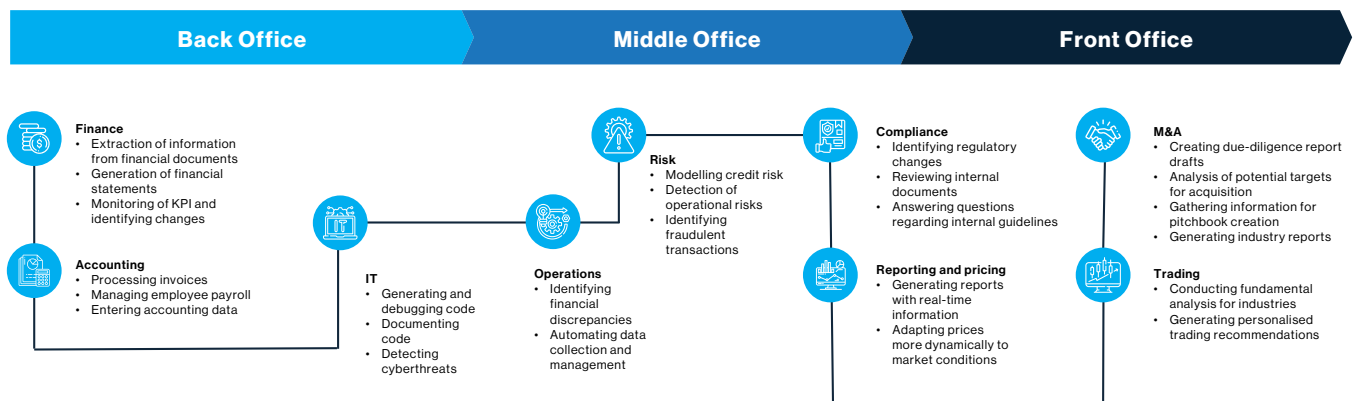 Back Office
Middle Office
Front Office
Finance
• Extraction of information
from financial documents
• Generation of financial
statements
• Monitoring of KPI and
identifying changes
Accounting
• Processing invoices
• Managing employee payroll
• Entering accounting data
IT
IT
• Generating and
debugging code
• Documenting
code
• Detecting
cyberthreats
Operations
• Identifying
financial
discrepancies
• Automating data
collection and
management
Risk
• Modelling credit risk
• Detection of
operational risks
• Identifying
fraudulent
transactions
Compliance
• Identifying regulatory
changes
• Reviewing internal
documents
• Answering questions
regarding internal guidelines
Reporting and pricing
• Generating reports
with real-time
information
• Adapting prices
more dynamically to
market conditions
M&A
• Creating due-diligence report
drafts
• Analysis of potential targets
for acquisition
• Gathering information for
pitchbook creation
• Generating industry reports
Trading
• Conducting fundamental
analysis for industries
• Generating personalised
trading recommendations